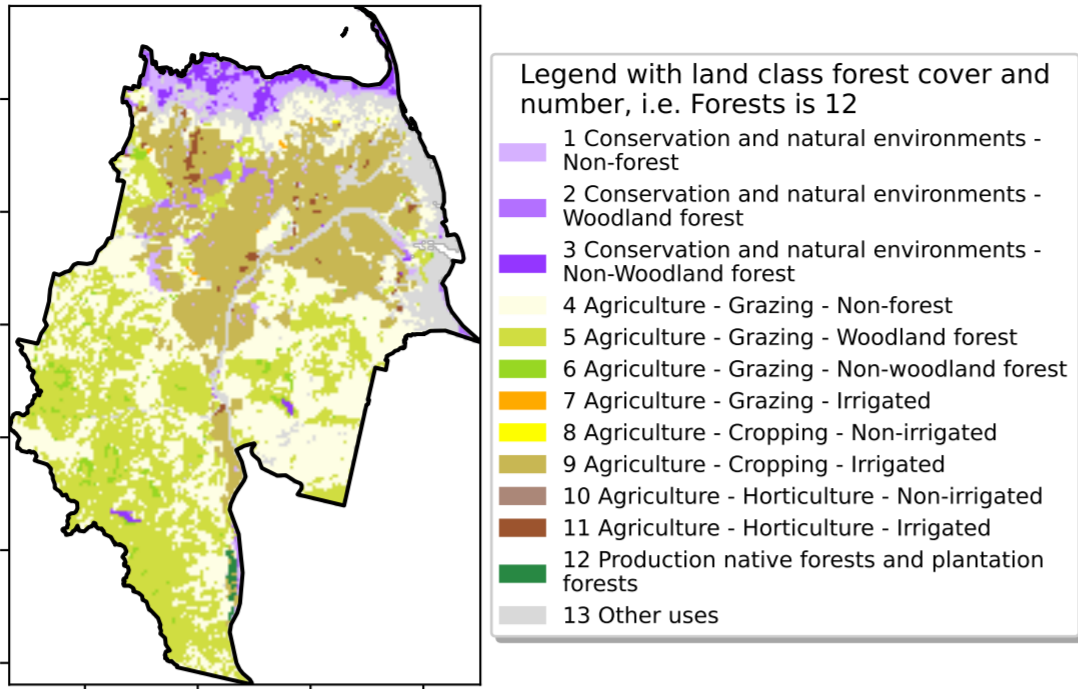 Legend with land class forest cover and
number, i.e. Forests is 12
1 Conservation and natural environments -
Non-forest
2 Conservation and natural environments -
Woodland forest
3 Conservation and natural environments -
Non-Woodland forest
4 Agriculture - Grazing - Non-forest
5 Agriculture - Grazing - Woodland forest
6 Agriculture - Grazing - Non-woodland forest
7 Agriculture - Grazing - Irrigated
8 Agriculture - Cropping - Non-irrigated
9 Agriculture - Cropping - Irrigated
10 Agriculture - Horticulture - Non-irrigated
11 Agriculture - Horticulture - Irrigated
12 Production native forests and plantation
forests
13 Other uses